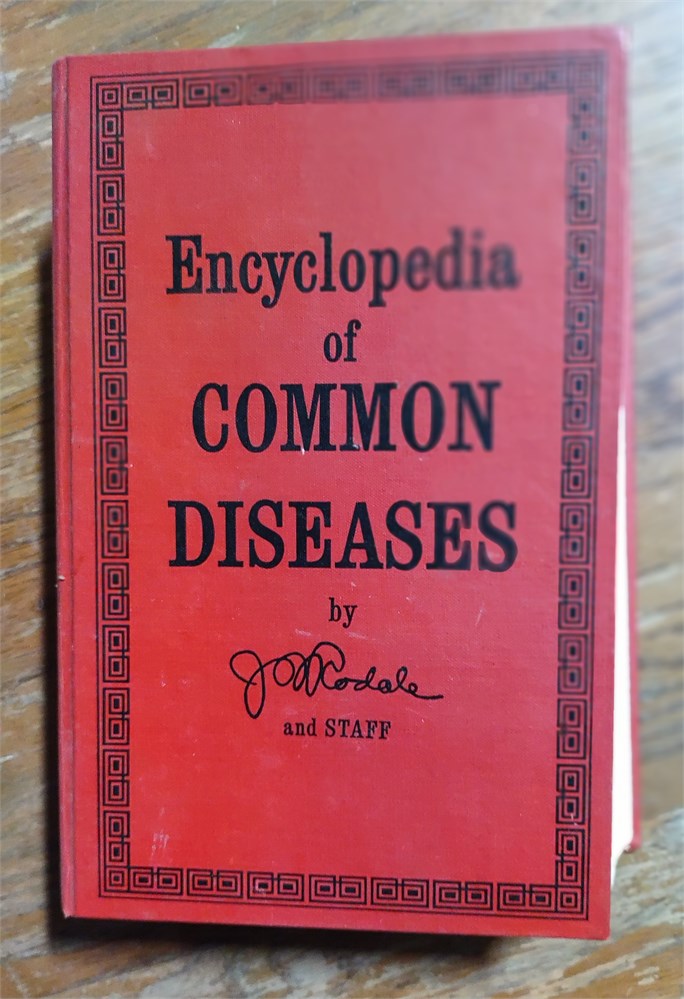 Encyclopedia
of
COMMON
DISEASES
by
J I Rodale
and STAFF